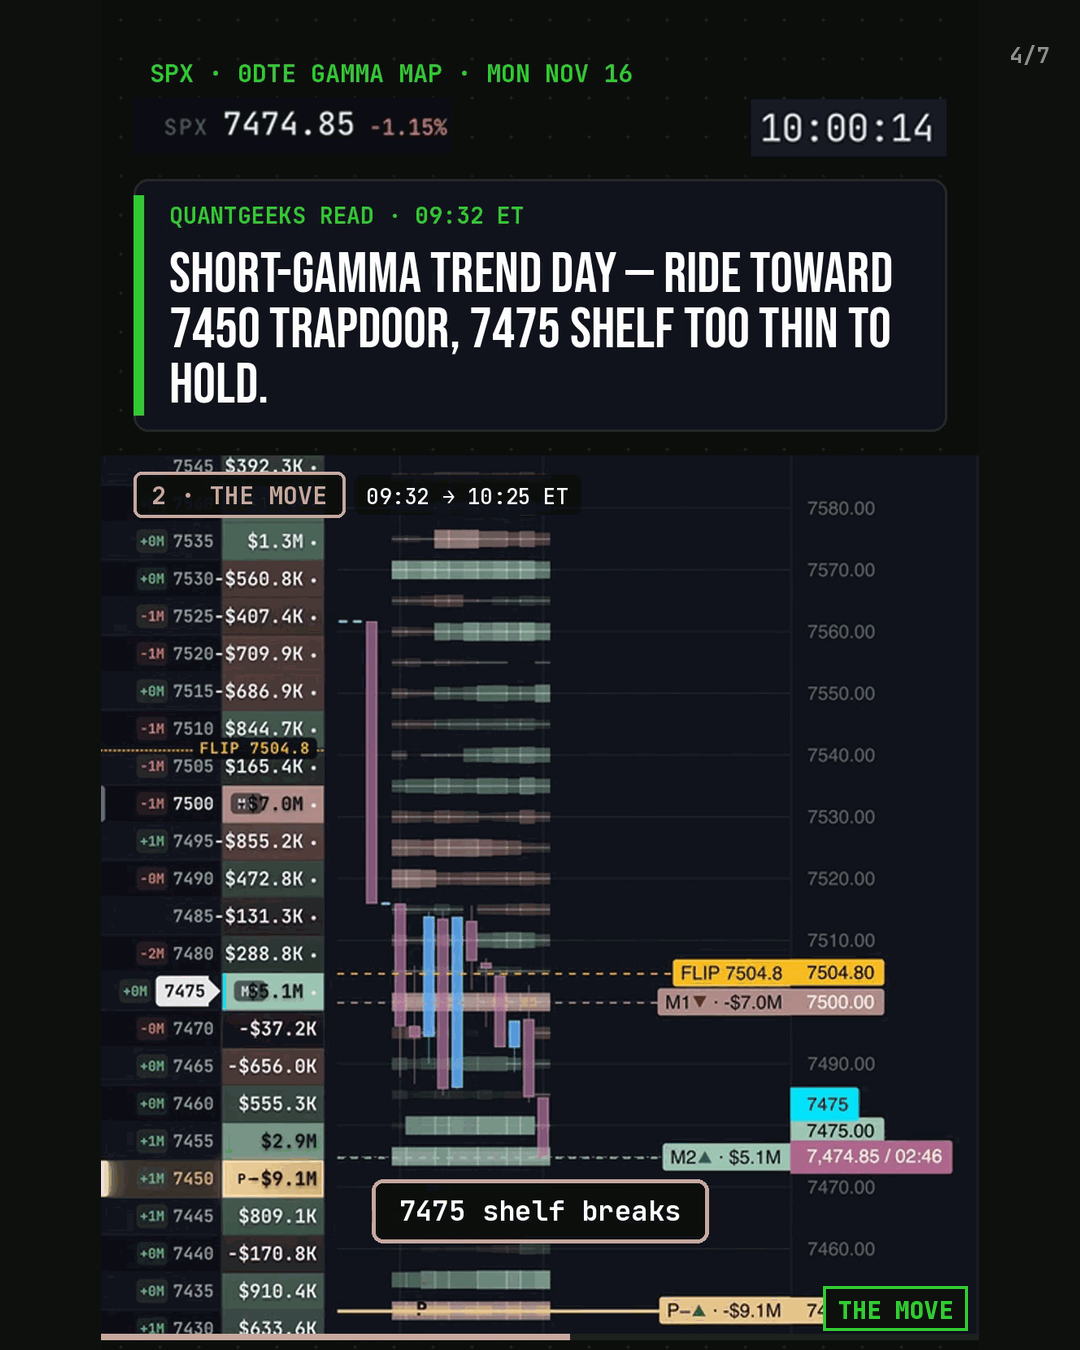 4/7
SPX · 0DTE GAMMA MAP · MON NOV 16
SPX 7474.85 -1.15%
10:00:14
QUANTGEEKS READ · 09:32 ET
SHORT-GAMMA TREND DAY — RIDE TOWARD
7450 TRAPDOOR, 7475 SHELF TOO THIN TO
HOLD.
7545 $392.3K
2 · THE MOVE
09:32 → 10:25 ET
+0M 7535 $1.3M
+0M 7530 -$560.8K
-1M 7525 -$407.4K
-1M 7520 -$709.9K
+0M 7515 -$686.9K
-1M 7510 $844.7K
FLIP 7504.8
-1M 7505 $165.4K
-1M 7500 $7.0M
+1M 7495 -$855.2K
-0M 7490 $472.8K
7485 -$131.3K
-2M 7480 $288.8K
+0M 7475 $5.1M
-0M 7470 -$37.2K
+0M 7465 -$656.0K
+0M 7460 $555.3K
+1M 7455 $2.9M
+1M 7450 P −$9.1M
+1M 7445 $809.1K
+0M 7440 -$170.8K
+0M 7435 $910.4K
+1M 7430 $633.6K
7580.00
7570.00
7560.00
7550.00
7540.00
7530.00
7520.00
7510.00
FLIP 7504.8 7504.80
M1▼ · -$7.0M 7500.00
7490.00
7475
7475.00
M2▲ · $5.1M 7,474.85 / 02:46
7470.00
7475 shelf breaks
7460.00
P
P−▲ · -$9.1M
THE MOVE